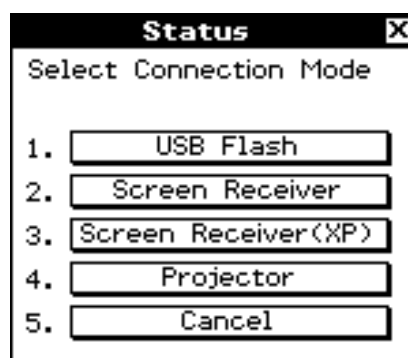 Status X
Select Connection Mode
1. USB Flash
2. Screen Receiver
3. Screen Receiver(XP)
4. Projector
5. Cancel